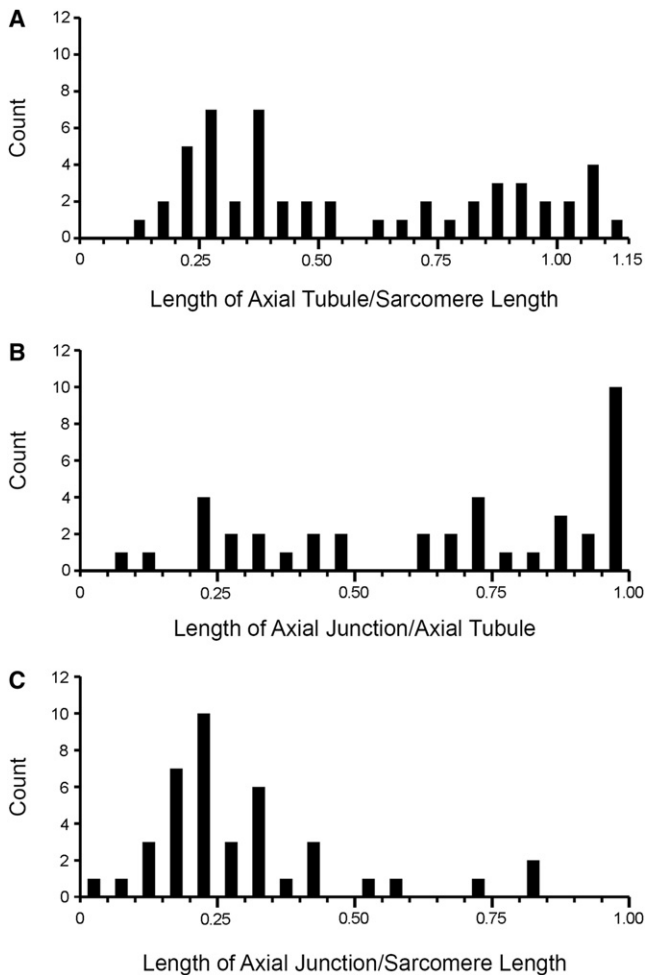 A
12
10
8
6
4
2
0
Count
0 0.25 0.50 0.75 1.00 1.15
Length of Axial Tubule/Sarcomere Length
B
12
10
8
6
4
2
0
Count
0 0.25 0.50 0.75 1.00
Length of Axial Junction/Axial Tubule
C
12
10
8
6
4
2
0
Count
0 0.25 0.50 0.75 1.00
Length of Axial Junction/Sarcomere Length